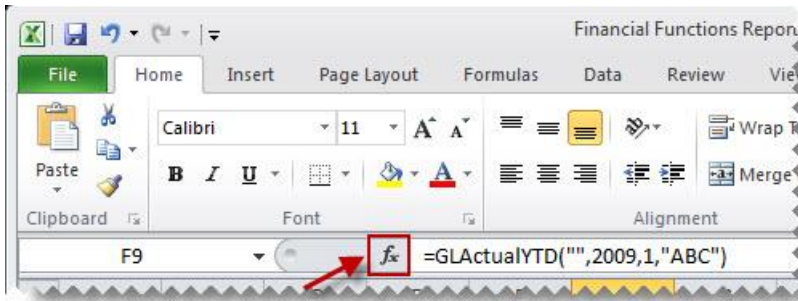 Financial Functions Repor
File Home Insert Page Layout Formulas Data Review Vie
Calibri 11 A A Wrap T
Paste B I U A Merge
Clipboard Font Alignment
F9 fx =GLActualYTD("",2009,1,"ABC")